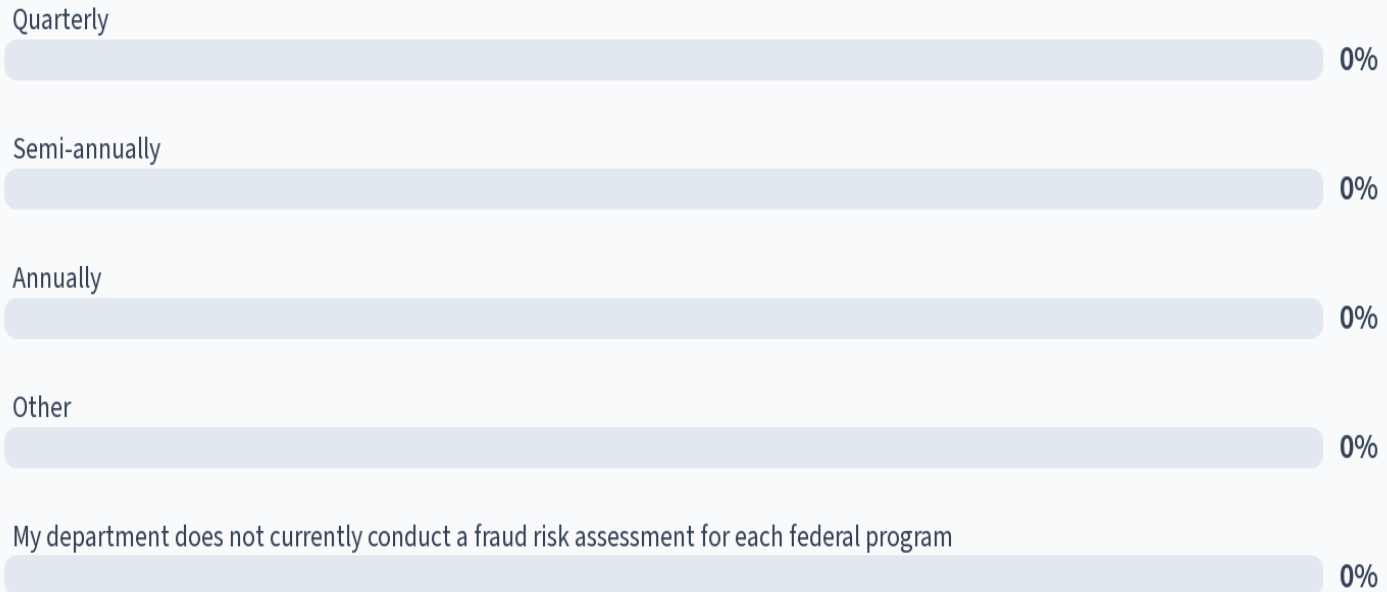 Quarterly
0%
Semi-annually
0%
Annually
0%
Other
0%
My department does not currently conduct a fraud risk assessment for each federal program
0%